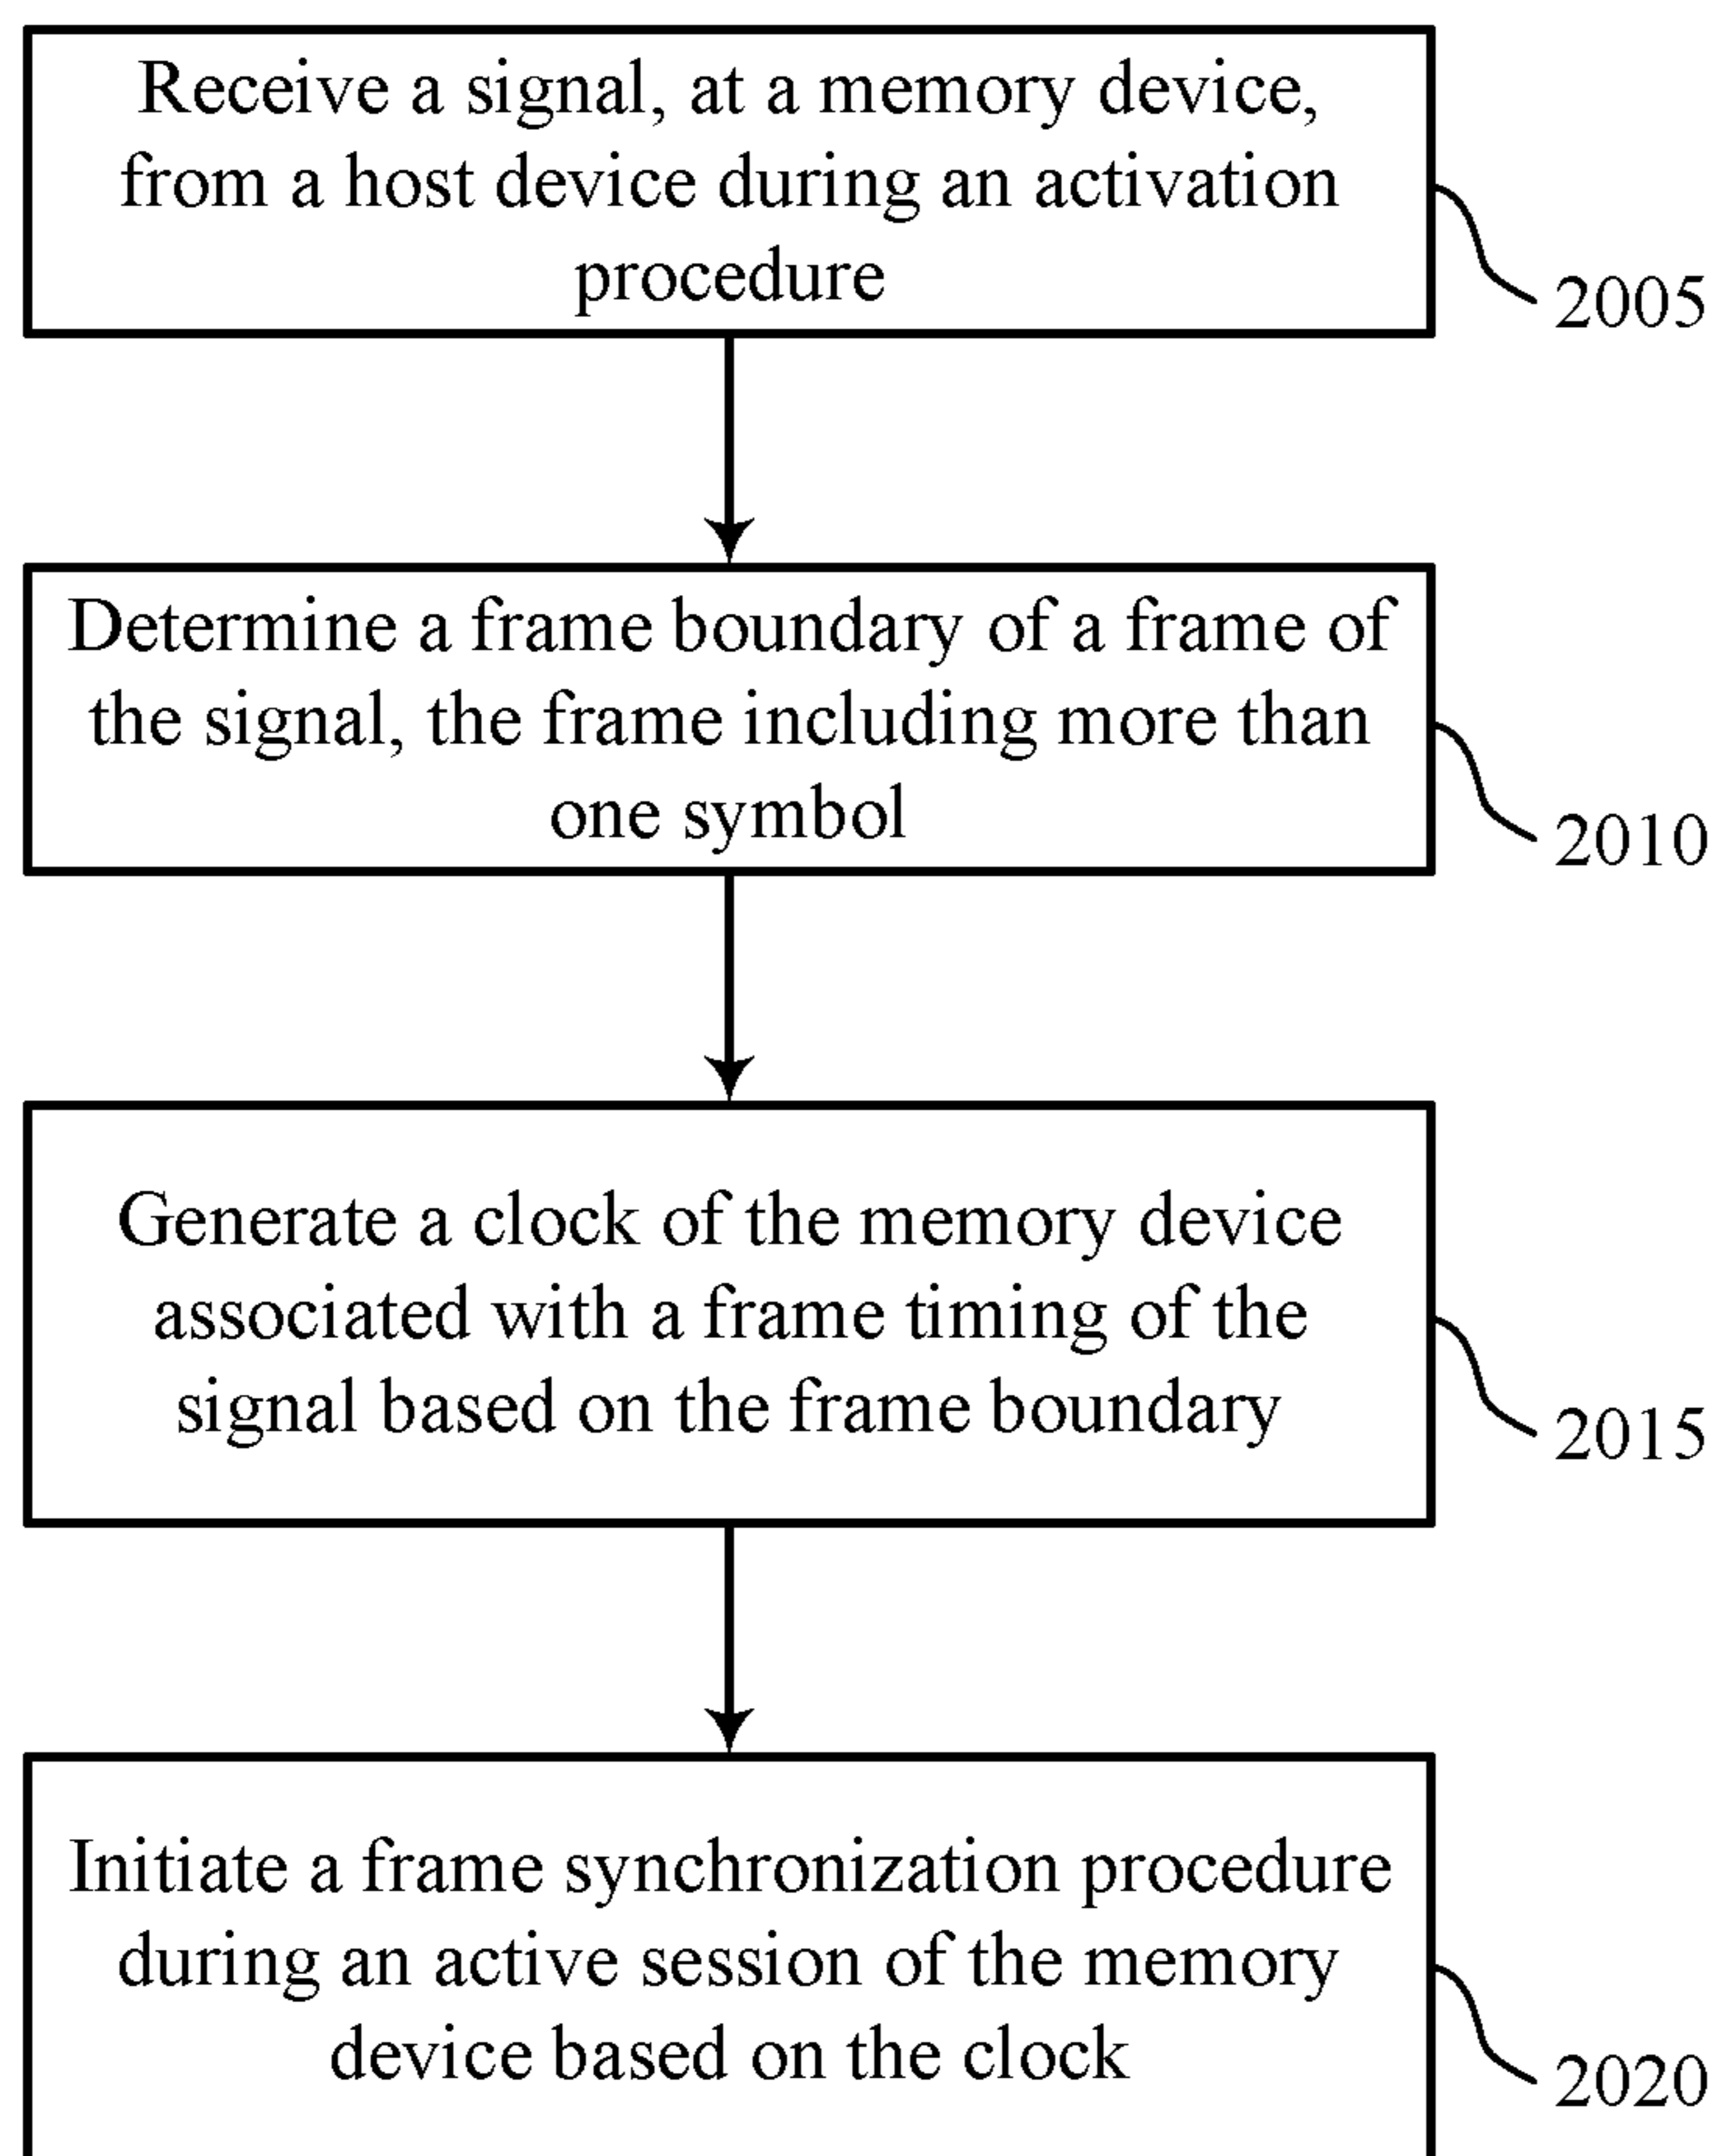 Receive a signal, at a memory device,
from a host device during an activation
procedure
2005
Determine a frame boundary of a frame of
the signal, the frame including more than
one symbol
2010
Generate a clock of the memory device
associated with a frame timing of the
signal based on the frame boundary
2015
Initiate a frame synchronization procedure
during an active session of the memory
device based on the clock
2020